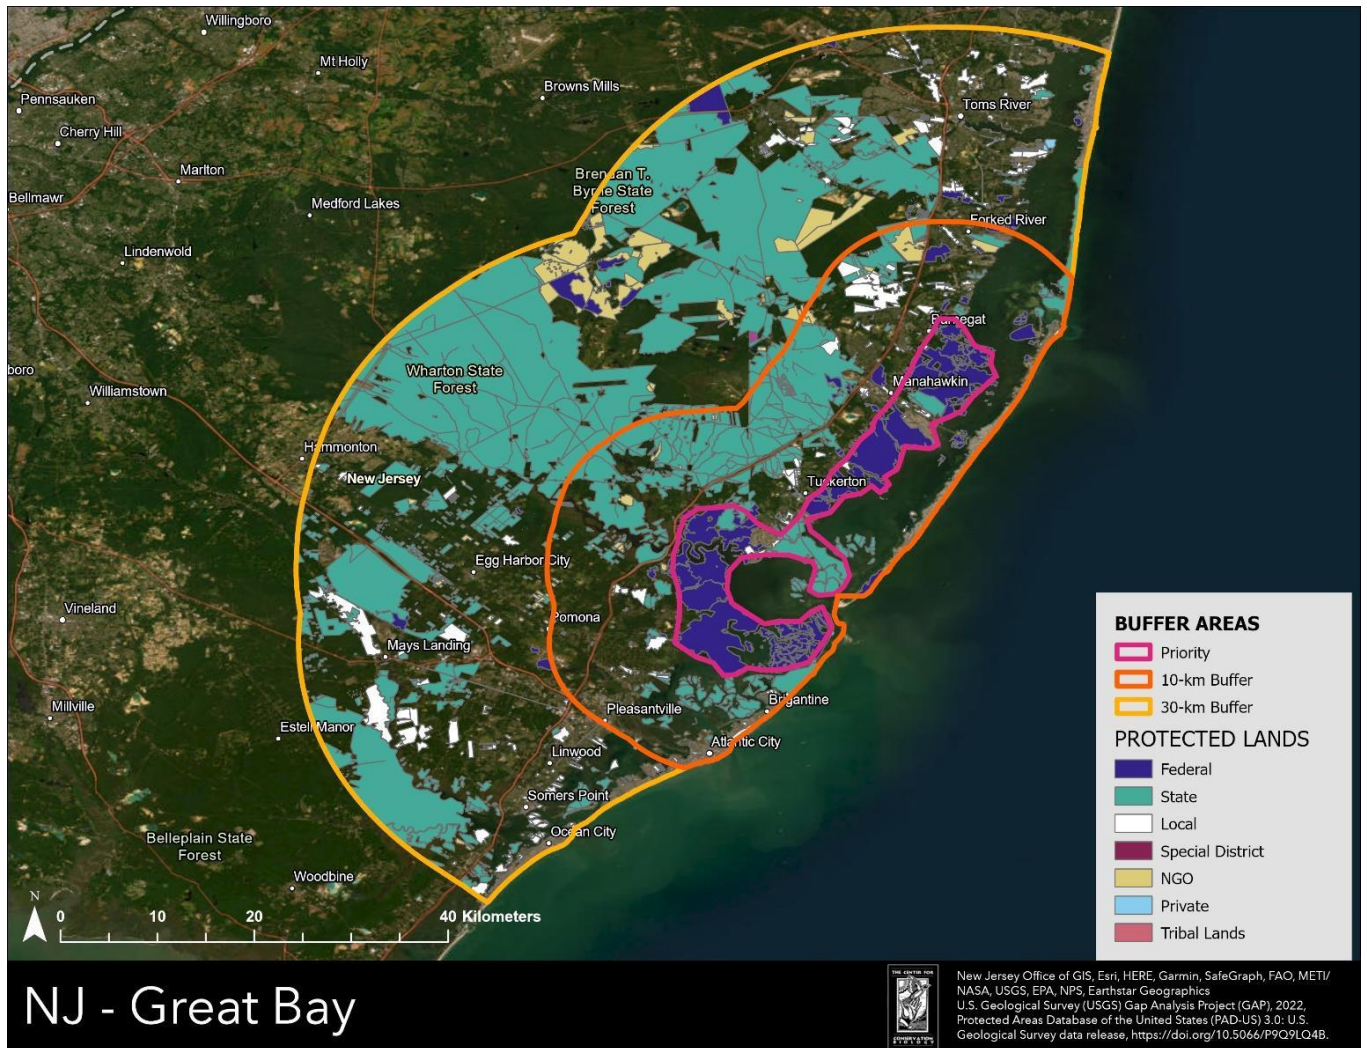 Willingboro
Mt Holly
Browns Mills
Pennsauken
Toms River
Cherry Hill
Marlton
Brendan T.
Byrne State
Forest
Bellmawr
Medford Lakes
Forked River
Lindenwold
Barnegat
Wharton State
Forest
Manahawkin
boro
Williamstown
Hammonton
New Jersey
Tuckerton
Egg Harbor City
Vineland
Pomona
Mays Landing
Millville
Estell Manor
Pleasantville
Brigantine
Linwood
Atlantic City
Somers Point
Ocean City
Belleplain State
Forest
Woodbine
N
0 10 20 40 Kilometers
BUFFER AREAS
Priority
10-km Buffer
30-km Buffer
PROTECTED LANDS
Federal
State
Local
Special District
NGO
Private
Tribal Lands
NJ - Great Bay
THE CENTER FOR
CONSERVATION
BIOLOGY
New Jersey Office of GIS, Esri, HERE, Garmin, SafeGraph, FAO, METI/
NASA, USGS, EPA, NPS, Earthstar Geographics
U.S. Geological Survey (USGS) Gap Analysis Project (GAP), 2022,
Protected Areas Database of the United States (PAD-US) 3.0: U.S.
Geological Survey data release, https://doi.org/10.5066/P9Q9LQ4B.